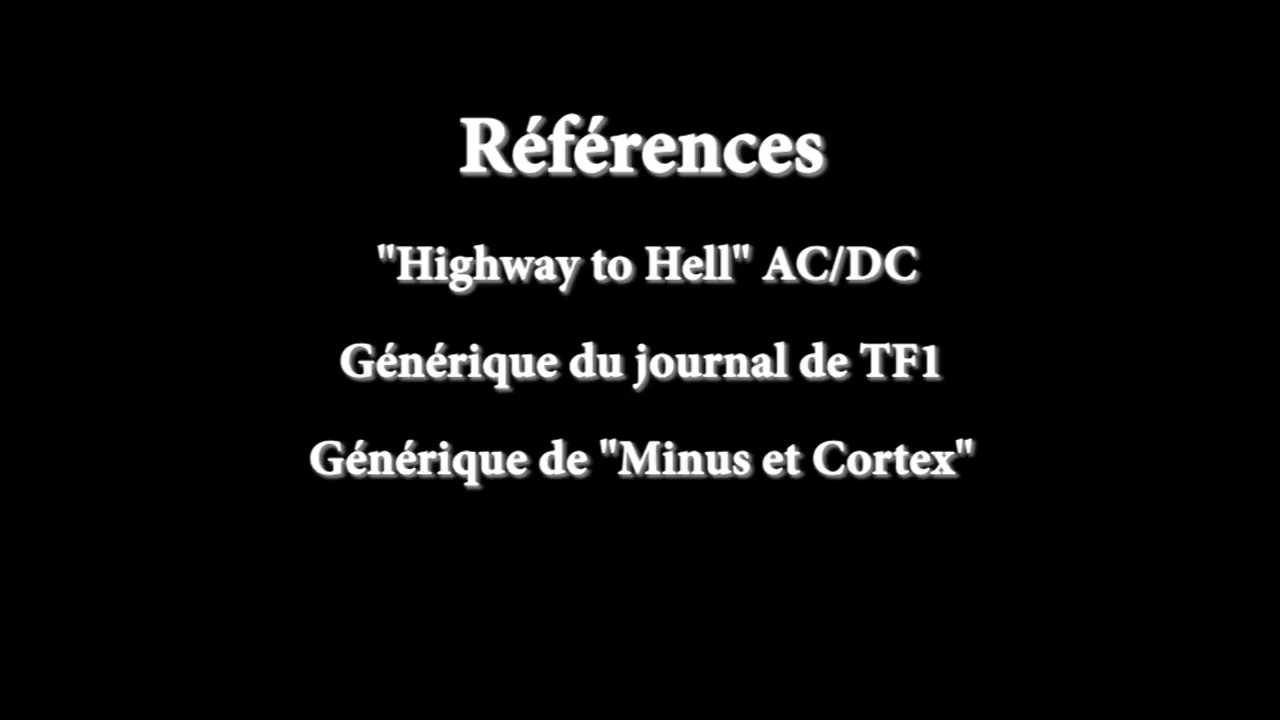 Références
"Highway to Hell" AC/DC
Générique du journal de TF1
Générique de "Minus et Cortex"